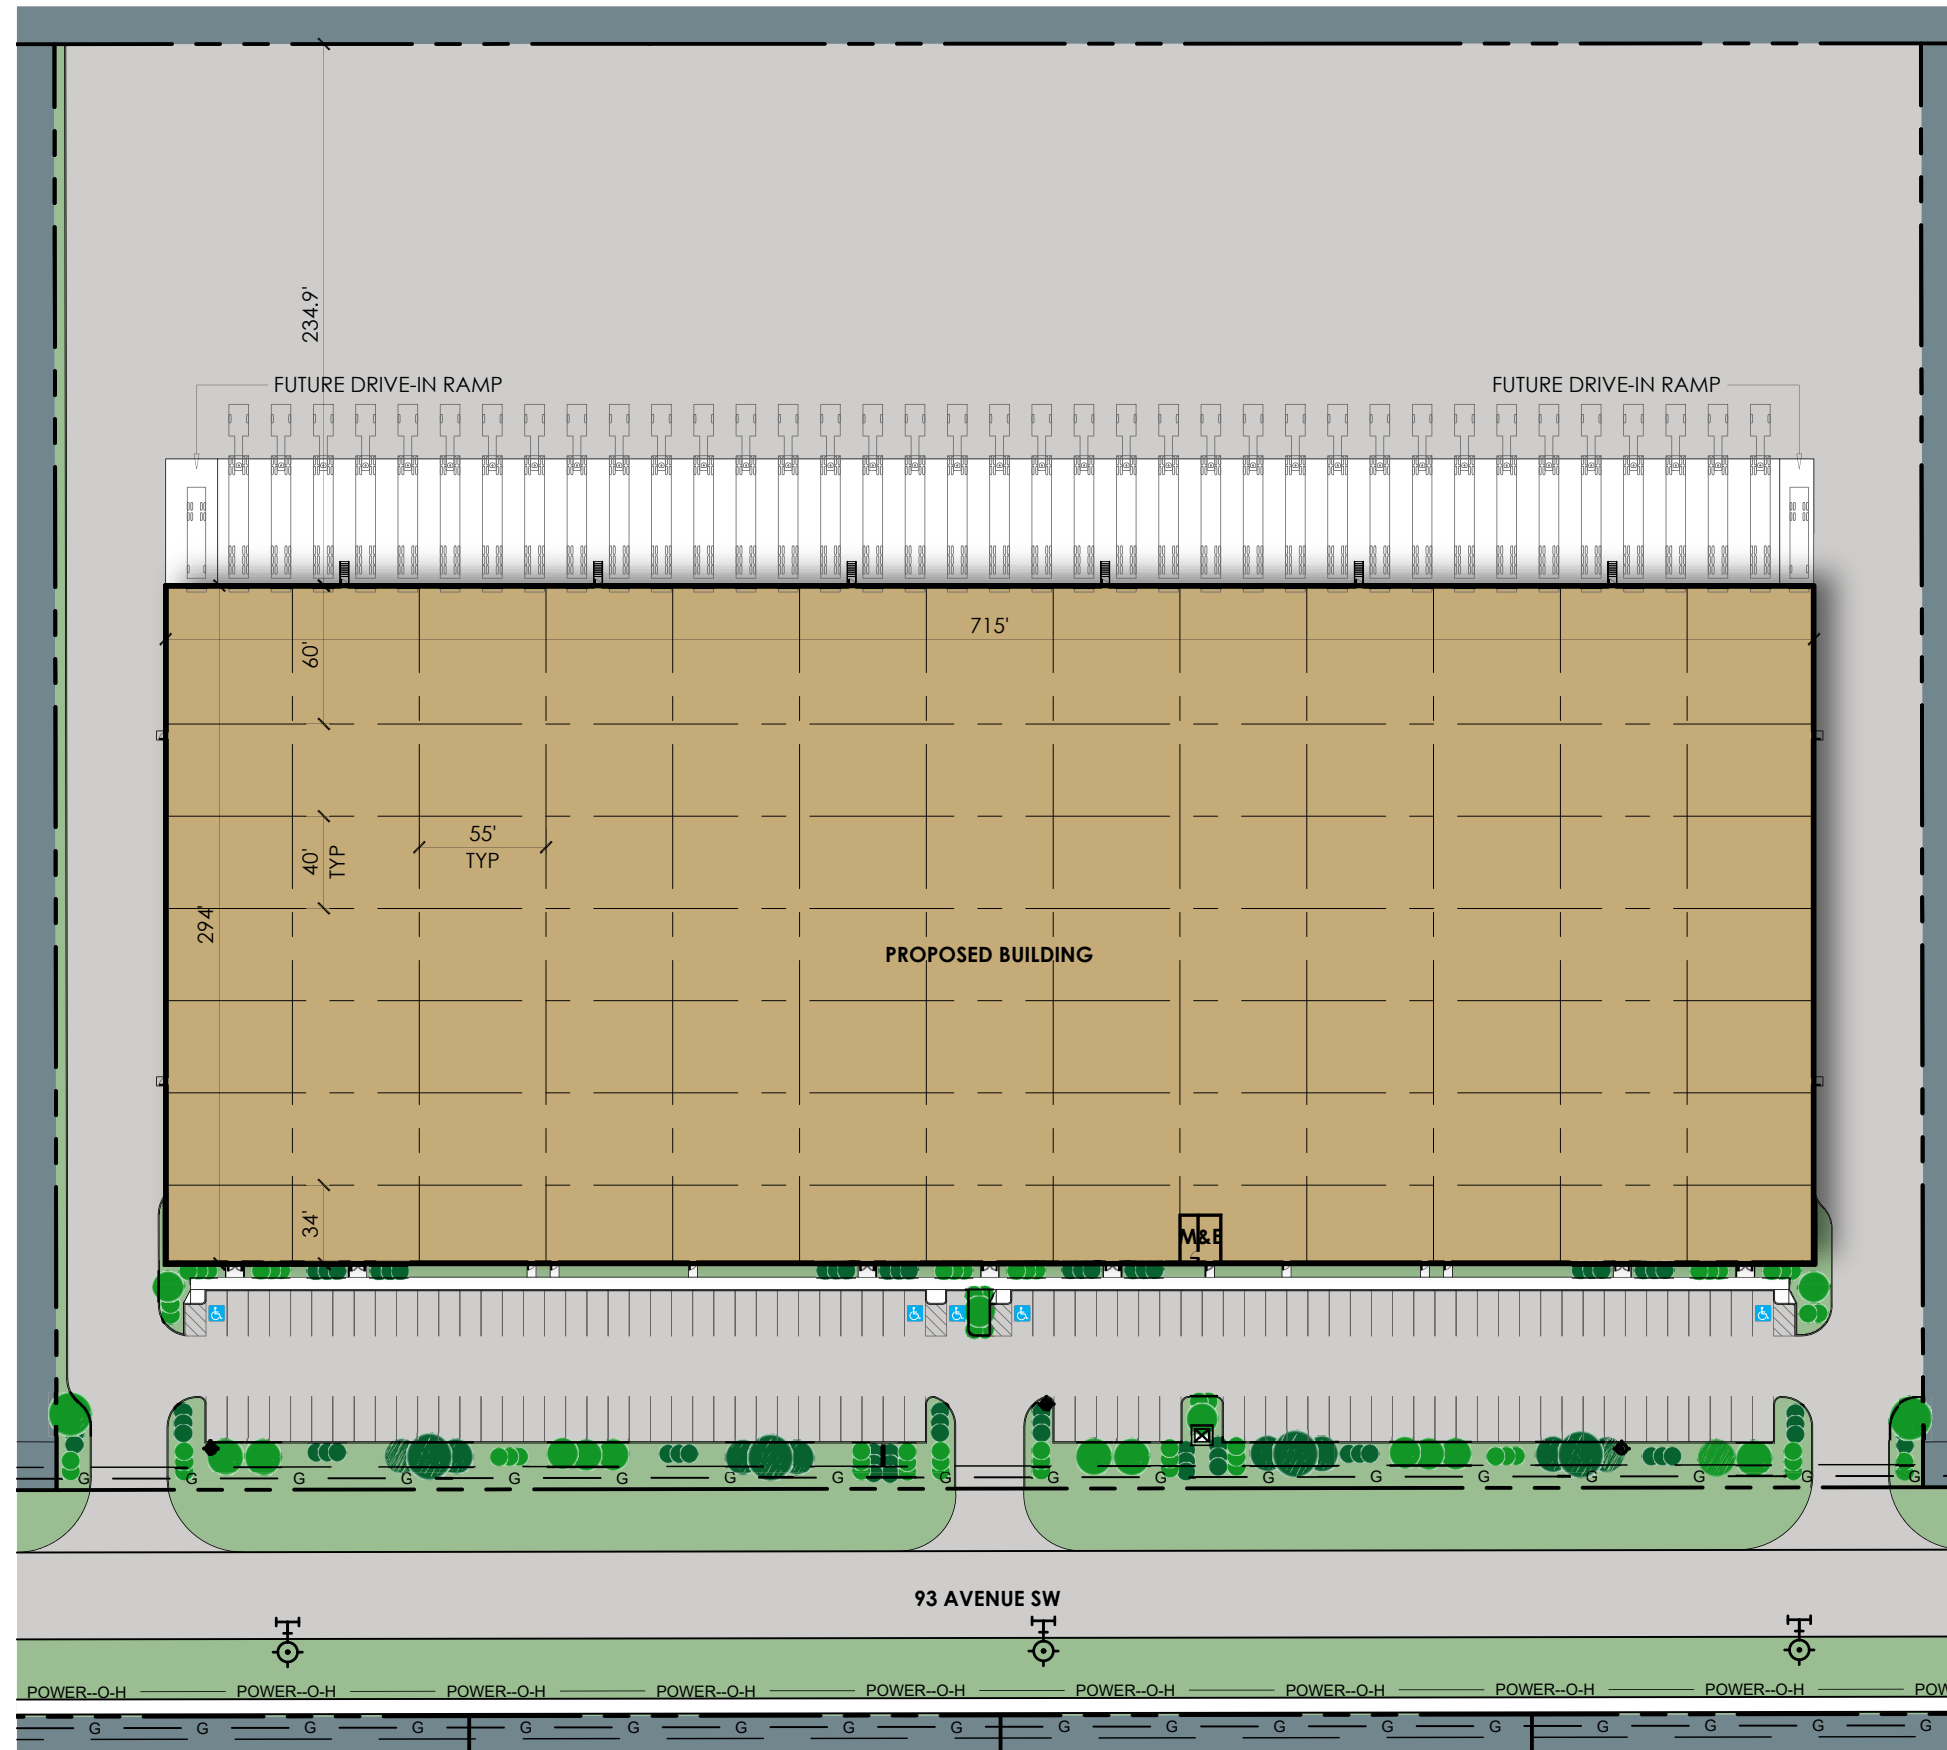 234.9'
FUTURE DRIVE-IN RAMP
FUTURE DRIVE-IN RAMP
715'
60'
55'
TYP
40'
TYP
294'
PROPOSED BUILDING
34'
M&E
G G G G G G G G G G G G G G G G G G
93 AVENUE SW
POWER--O-H POWER--O-H POWER--O-H POWER--O-H POWER--O-H POWER--O-H POWER--O-H POWER--O-H POWER--O-H POW
G G G G G G G G G G G G G G G G G G